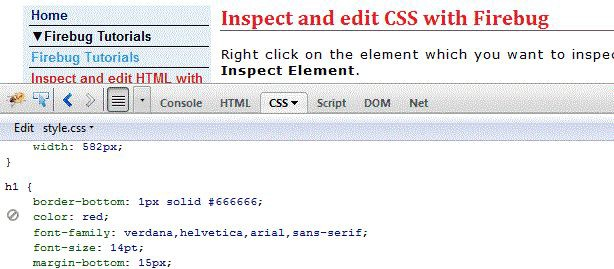 Home
▼Firebug Tutorials
Firebug Tutorials
Inspect and edit HTML with
Inspect and edit CSS with Firebug
Right click on the element which you want to inspe
Inspect Element.
Console HTML CSS▾ Script DOM Net
Edit style.css▾
width: 582px;
}
h1 {
border-bottom: 1px solid #666666;
color: red;
font-family: verdana,helvetica,arial,sans-serif;
font-size: 14pt;
margin-bottom: 15px;